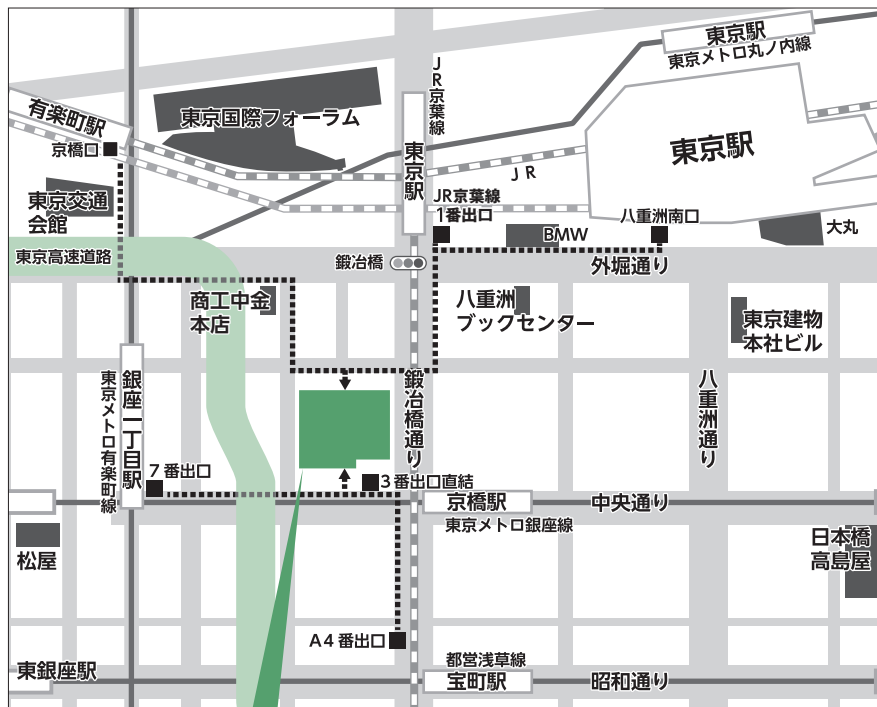 東京駅
東京メトロ丸ノ内線
JR京葉線
有楽町駅
東京国際フォーラム
京橋口
東京駅
東京駅
JR
東京交通
会館
JR京葉線
1番出口
八重洲南口
大丸
BMW
東京高速道路
鍛冶橋
外堀通り
商工中金
本店
八重洲
ブックセンター
東京建物
本社ビル
銀座一丁目駅
東京メトロ有楽町線
鍛冶橋通り
八重洲通り
7番出口
3番出口直結
京橋駅
中央通り
東京メトロ銀座線
松屋
日本橋
高島屋
A4番出口
都営浅草線
東銀座駅
宝町駅
昭和通り